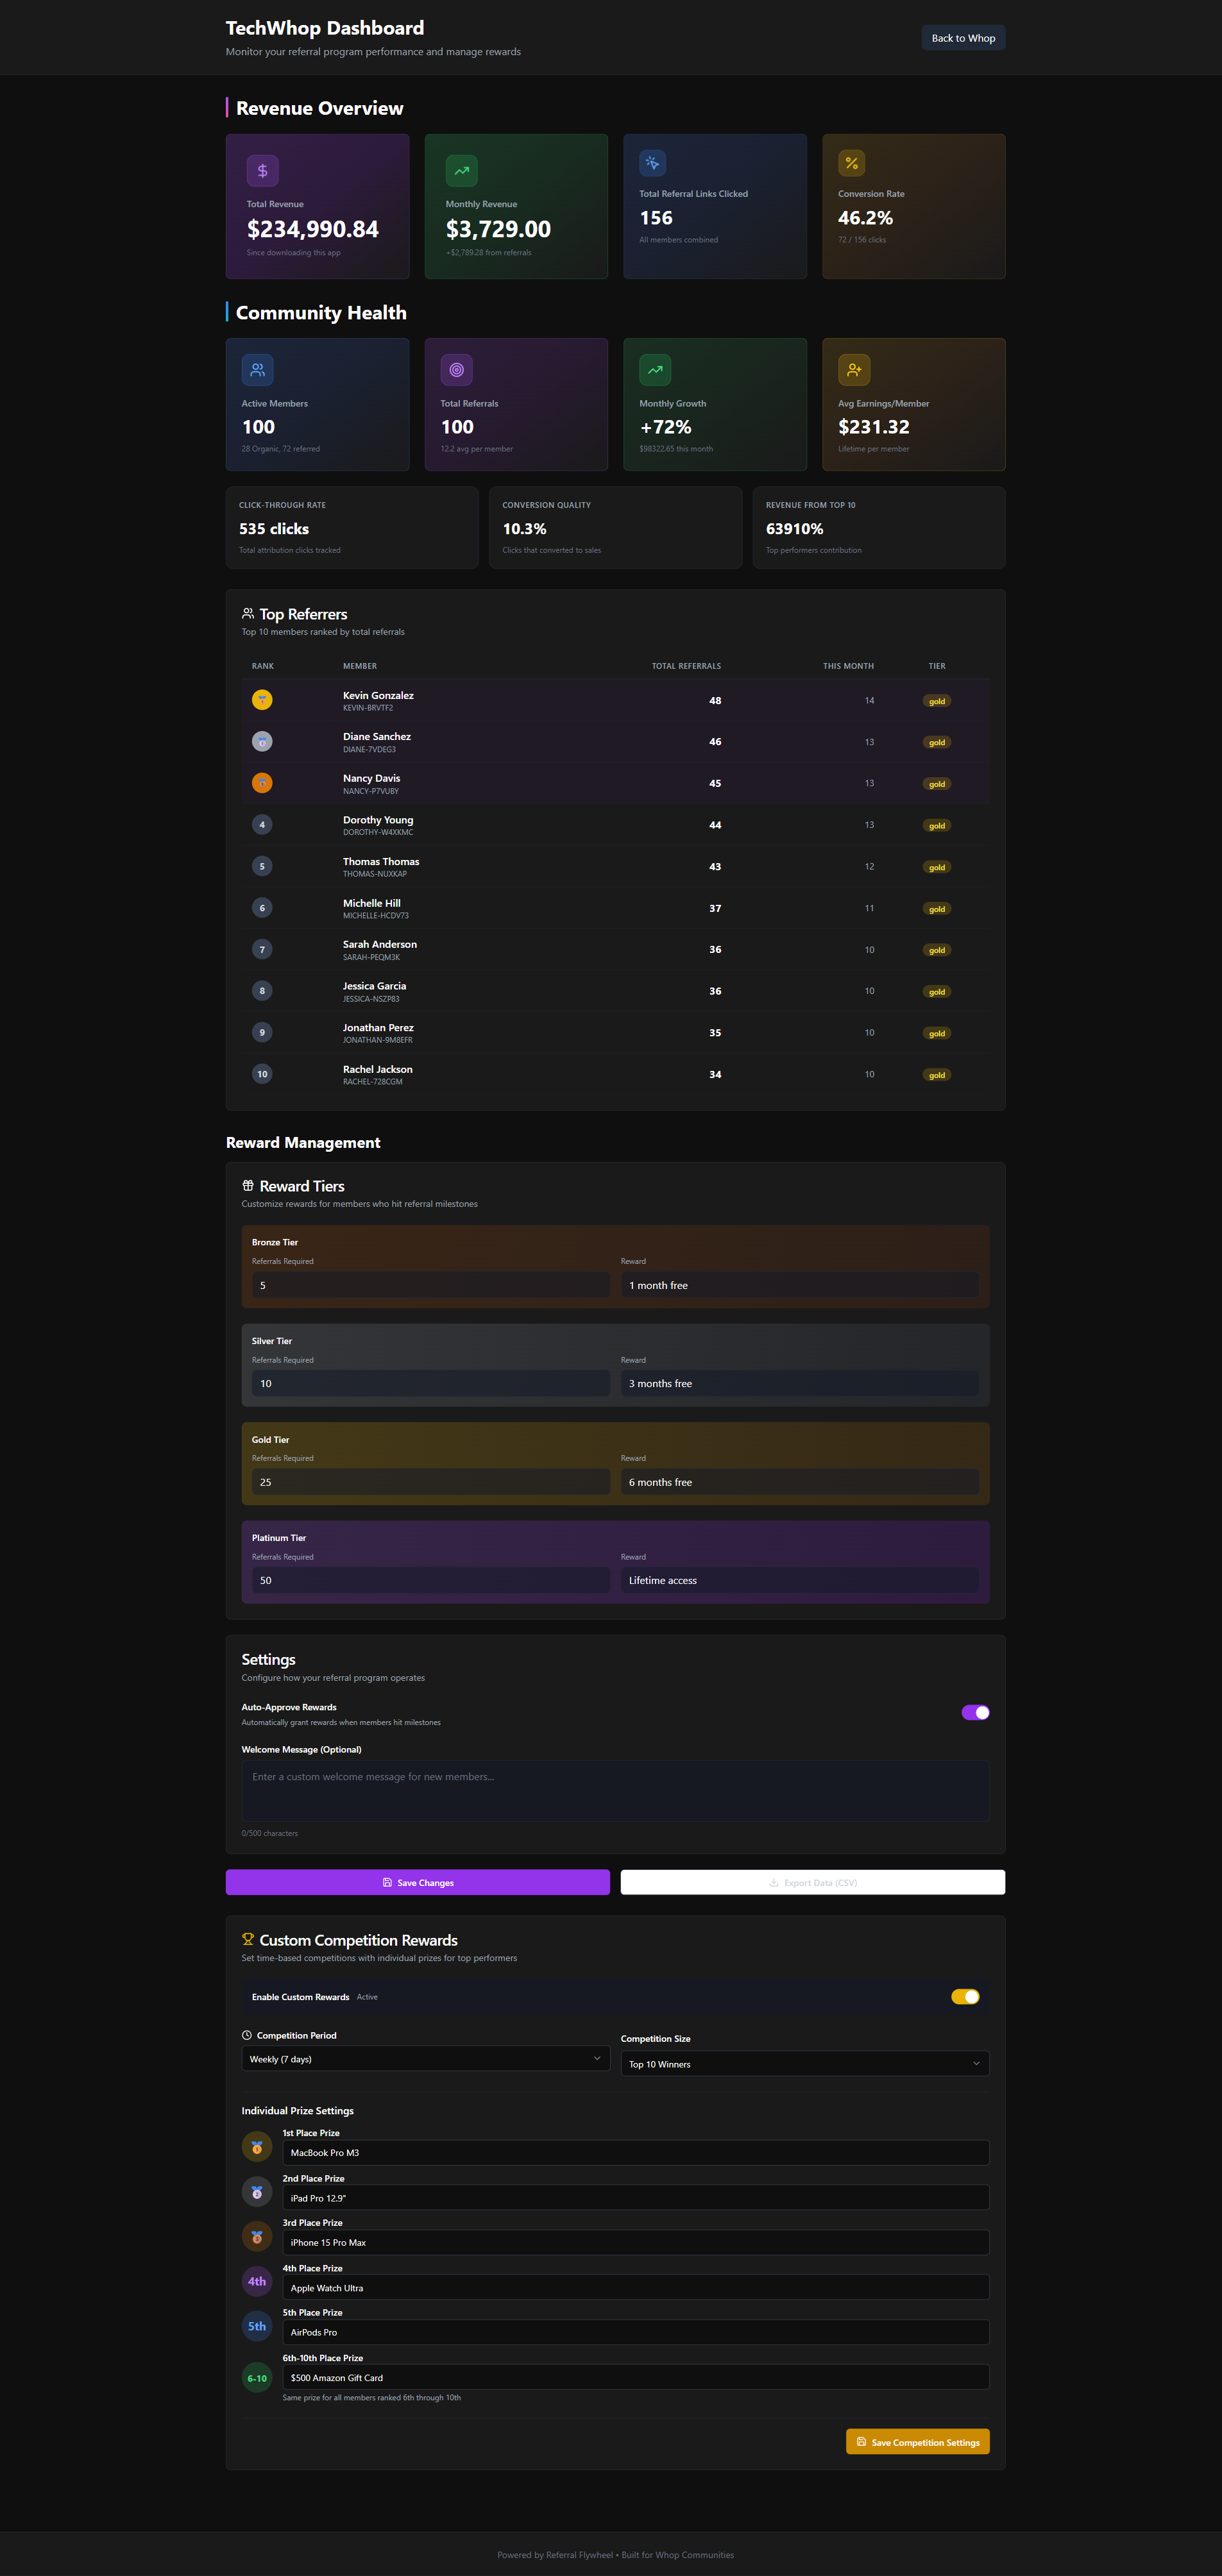 TechWhop Dashboard
Monitor your referral program performance and manage rewards
Back to Whop
Revenue Overview
Total Revenue
$234,990.84
Since downloading this app
Monthly Revenue
$3,729.00
+$2,789.28 from referrals
Total Referral Links Clicked
156
All members combined
Conversion Rate
46.2%
72 / 156 clicks
Community Health
Active Members
100
28 Organic, 72 referred
Total Referrals
100
12.2 avg per member
Monthly Growth
+72%
$98322.65 this month
Avg Earnings/Member
$231.32
Lifetime per member
CLICK-THROUGH RATE
535 clicks
Total attribution clicks tracked
CONVERSION QUALITY
10.3%
Clicks that converted to sales
REVENUE FROM TOP 10
63910%
Top performers contribution
Top Referrers
Top 10 members ranked by total referrals
RANK MEMBER TOTAL REFERRALS THIS MONTH TIER
Kevin Gonzalez 48 14 gold
KEVIN-BRVTF2
Diane Sanchez 46 13 gold
DIANE-7VDEG3
Nancy Davis 45 13 gold
NANCY-P7VUBY
4 Dorothy Young 44 13 gold
DOROTHY-W4XKMC
5 Thomas Thomas 43 12 gold
THOMAS-NUXKAP
6 Michelle Hill 37 11 gold
MICHELLE-HCDV73
7 Sarah Anderson 36 10 gold
SARAH-PEQM3K
8 Jessica Garcia 36 10 gold
JESSICA-NSZP83
9 Jonathan Perez 35 10 gold
JONATHAN-9M8EFR
10 Rachel Jackson 34 10 gold
RACHEL-728CGM
Reward Management
Reward Tiers
Customize rewards for members who hit referral milestones
Bronze Tier
Referrals Required Reward
5 1 month free
Silver Tier
Referrals Required Reward
10 3 months free
Gold Tier
Referrals Required Reward
25 6 months free
Platinum Tier
Referrals Required Reward
50 Lifetime access
Settings
Configure how your referral program operates
Auto-Approve Rewards
Automatically grant rewards when members hit milestones
Welcome Message (Optional)
Enter a custom welcome message for new members...
0/500 characters
Save Changes
Export Data (CSV)
Custom Competition Rewards
Set time-based competitions with individual prizes for top performers
Enable Custom Rewards Active
Competition Period
Weekly (7 days)
Competition Size
Top 10 Winners
Individual Prize Settings
1st Place Prize
MacBook Pro M3
2nd Place Prize
iPad Pro 12.9"
3rd Place Prize
iPhone 15 Pro Max
4th
4th Place Prize
Apple Watch Ultra
5th
5th Place Prize
AirPods Pro
6-10
6th-10th Place Prize
$500 Amazon Gift Card
Same prize for all members ranked 6th through 10th
Save Competition Settings
Powered by Referral Flywheel • Built for Whop Communities